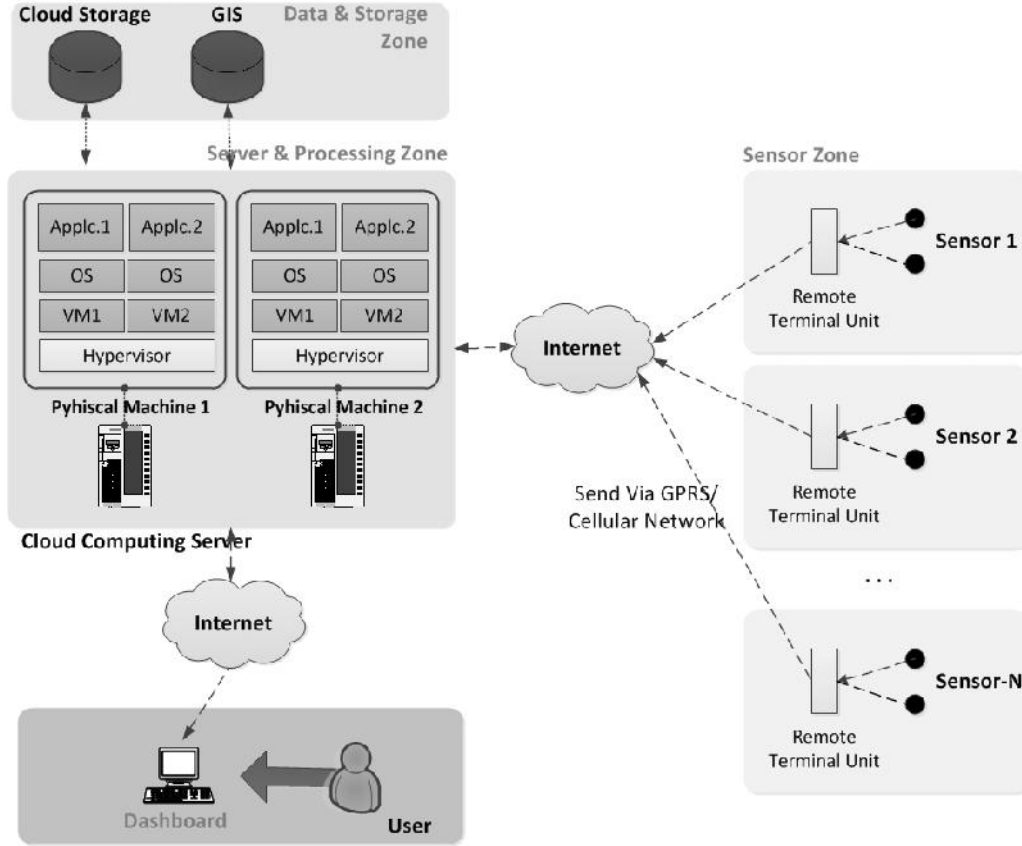 Cloud Storage
GIS
Data & Storage
Zone
Server & Processing Zone
Applc.1
Applc.2
OS
OS
VM1
VM2
Hypervisor
Applc.1
Applc.2
OS
OS
VM1
VM2
Hypervisor
Pyhiscal Machine 1
Pyhiscal Machine 2
Cloud Computing Server
Internet
Dashboard
User
Internet
Send Via GPRS/
Cellular Network
Sensor Zone
Sensor 1
Remote
Terminal Unit
Sensor 2
Remote
Terminal Unit
...
Sensor-N
Remote
Terminal Unit